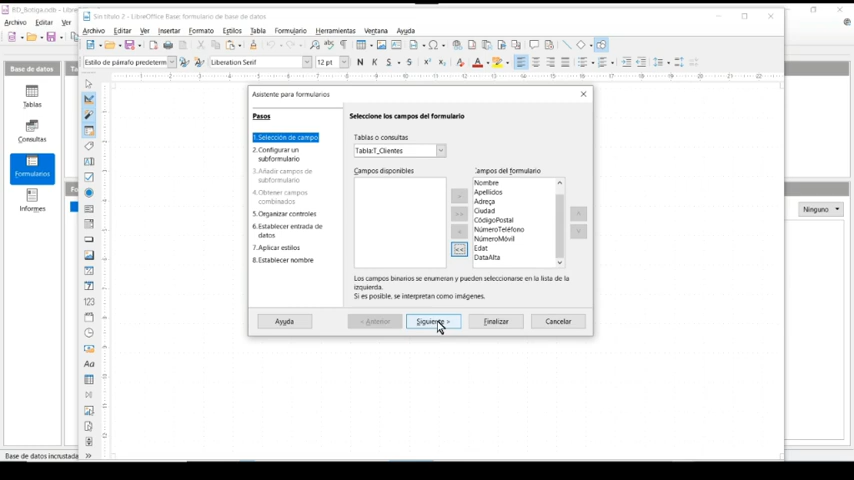 BD_Botiga.odb - Libre
Sin título 2 - LibreOffice Base: formulario de base de datos
Archivo Editar Ver
Archivo Editar Ver Insertar Formato Estilos Tabla Formulario Herramientas Ventana Ayuda
Estilo de párrafo predeterm Liberation Serif 12 pt N K S S
Base de datos
Tablas
Consultas
Formularios
Informes
Ninguno
Asistente para formularios
Pasos
1.Selección de campo
2.Configurar un
subformulario
3.Añadir campos de
subformulario
4.Obtener campos
combinados
5.Organizar controles
6.Establecer entrada de
datos
7.Aplicar estilos
8.Establecer nombre
Seleccione los campos del formulario
Tablas o consultas
Tabla:T_Clientes
Campos disponibles
Campos del formulario
Nombre
Apellidos
Adreça
Ciudad
CódigoPostal
NúmeroTeléfono
NúmeroMóvil
Edat
DataAlta
Los campos binarios se enumeran y pueden seleccionarse en la lista de la
izquierda.
Si es posible, se interpretan como imágenes.
Ayuda < Anterior Siguiente > Finalizar Cancelar
Base de datos incrustada